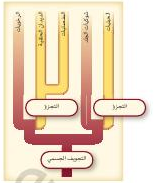 الحبليات
شوكيات الجلد
المفصليات
الديدان الحلقية
الرخويات
التجزؤ
التجزؤ
التجويف الجسمي